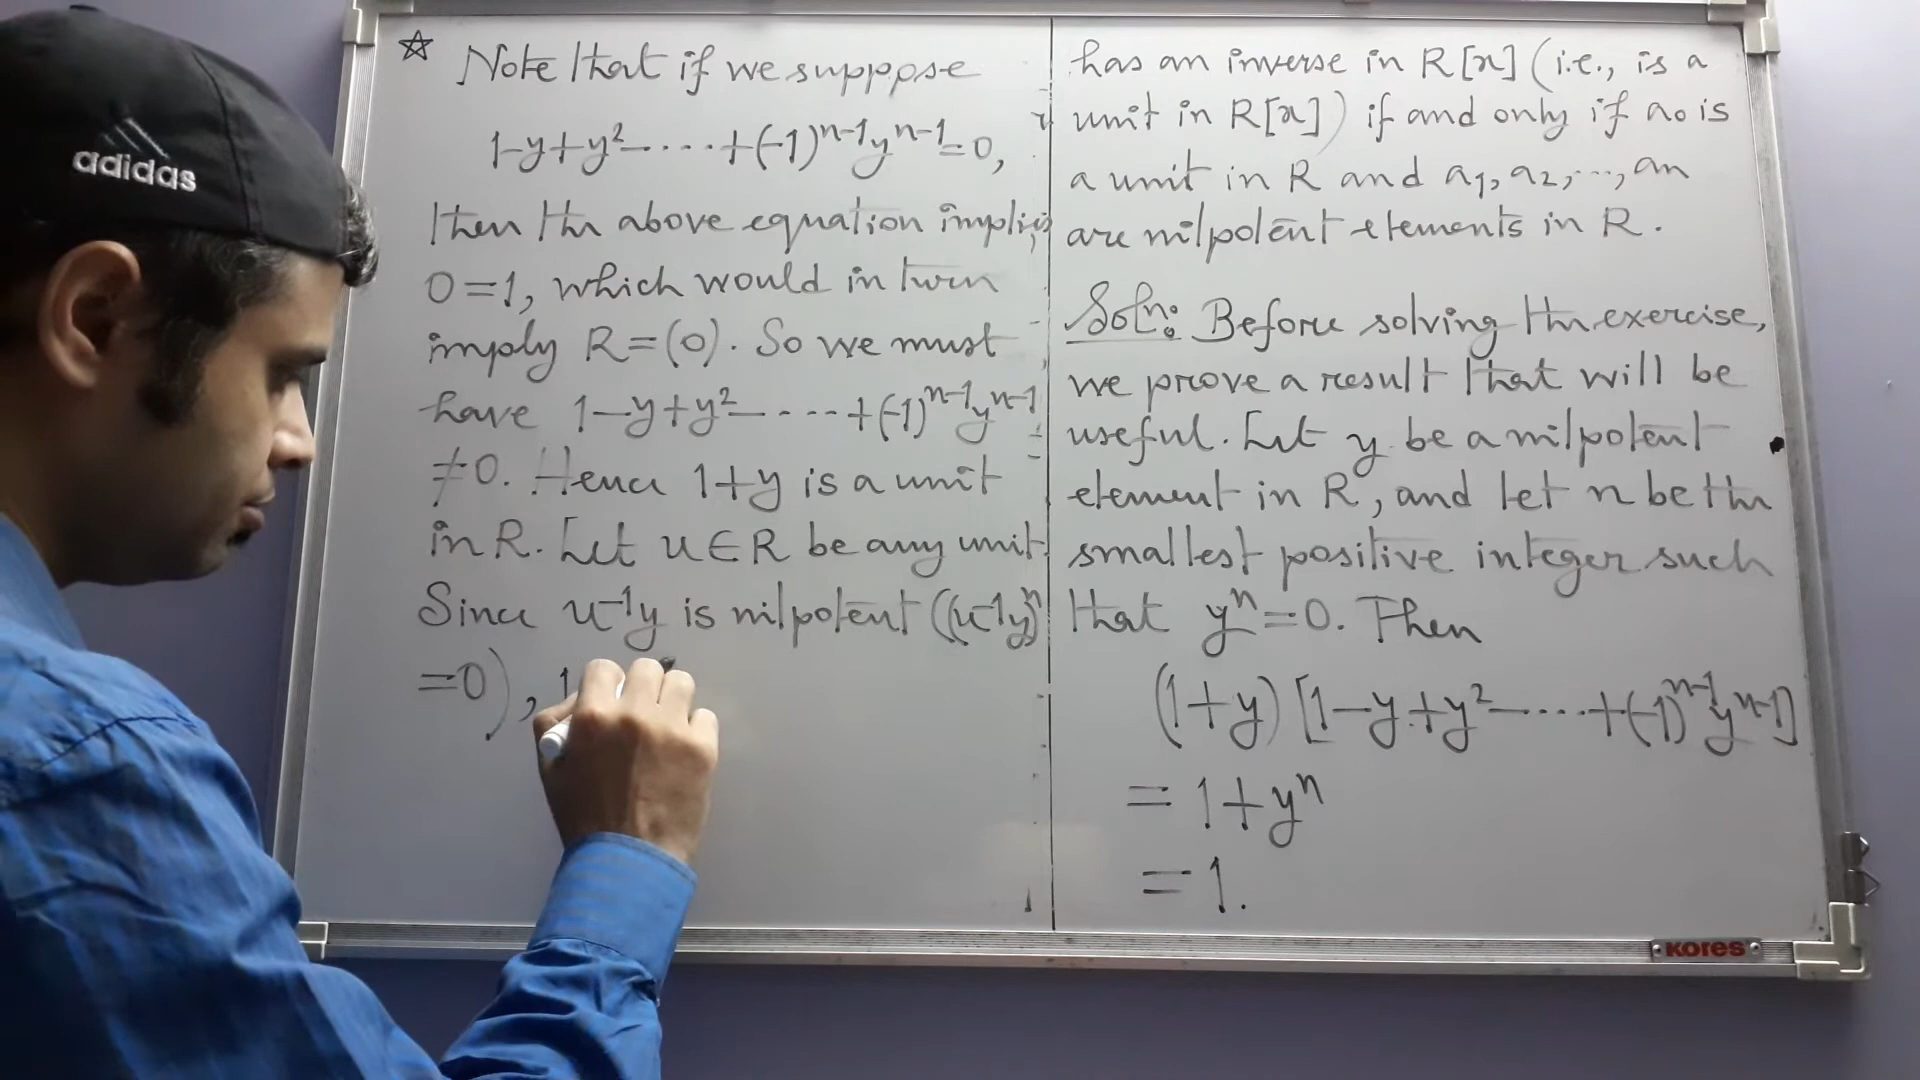 ☆ Note that if we suppose
1-y+y²-....+(-1)ⁿ⁻¹yⁿ⁻¹=0,
then the above equation implies
0=1, which would in turn
imply R=(0). So we must
have 1-y+y²-....+(-1)ⁿ⁻¹yⁿ⁻¹
≠0. Hence 1+y is a unit
in R. Let u∈R be any unit.
Since u⁻¹y is nilpotent ((u⁻¹y)ⁿ
=0), 1
has an inverse in R[x] (i.e., is a
unit in R[x]) if and only if a₀ is
a unit in R and a₁, a₂, ..., an
are nilpotent elements in R.
Soln: Before solving the exercise,
we prove a result that will be
useful. Let y be a nilpotent
element in R, and let n be the
smallest positive integer such
that yⁿ=0. Then
(1+y) [1-y+y²-....+(-1)ⁿ⁻¹yⁿ⁻¹]
= 1+yⁿ
= 1.
adidas
KORES